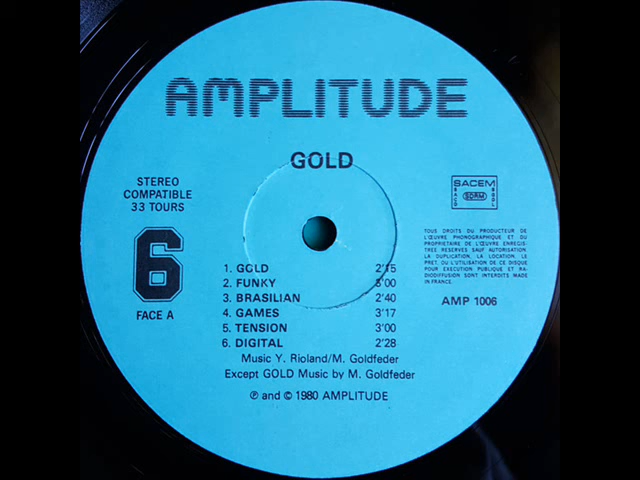 AMPLITUDE
GOLD
STEREO
COMPATIBLE
33 TOURS
6
FACE A
SACEM
SACD
SDRM
SGDL
TOUS DROITS DU PRODUCTEUR DE
L'ŒUVRE PHONOGRAPHIQUE ET DU
PROPRIETAIRE DE L'ŒUVRE ENREGIS-
TREE RESERVES SAUF AUTORISATION
LA DUPLICATION, LA LOCATION, LE
PRET, OU L'UTILISATION DE CE DISQUE
POUR EXECUTION PUBLIQUE ET RA-
DIODIFFUSION SONT INTERDITS MADE
IN FRANCE.
AMP 1006
1. GOLD 2'15
2. FUNKY 3'00
3. BRASILIAN 2'40
4. GAMES 3'17
5. TENSION 3'00
6. DIGITAL 2'28
Music Y. Rioland/M. Goldfeder
Except GOLD Music by M. Goldfeder
℗ and © 1980 AMPLITUDE